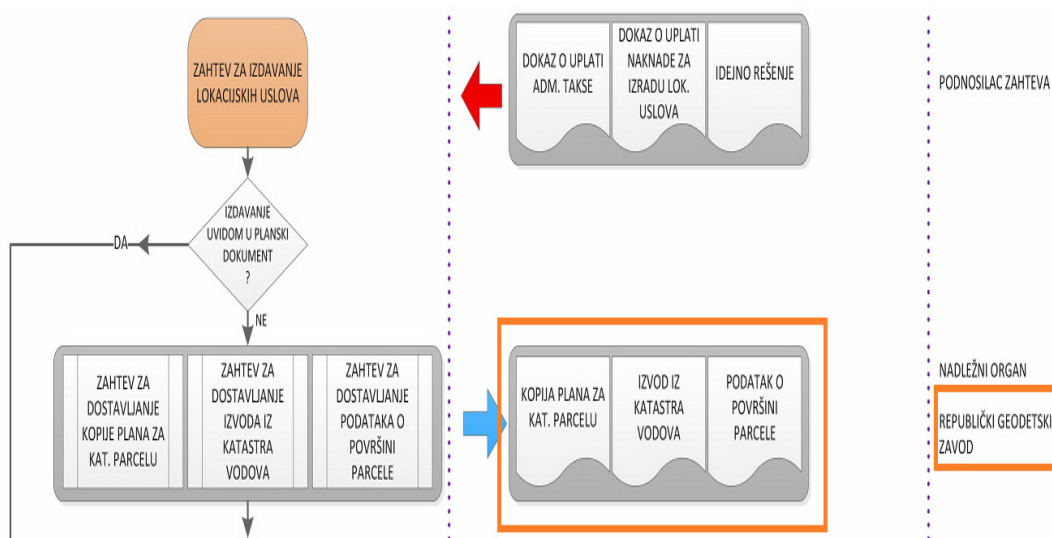 ZAHTEV ZA IZDAVANJE
LOKACIJSKIH USLOVA
DOKAZ O UPLATI
ADM. TAKSE
DOKAZ O UPLATI
NAKNADE ZA
IZRADU LOK.
USLOVA
IDEJNO REŠENJE
PODNOSILAC ZAHTEVA
IZDAVANJE
UVIDOM U PLANSKI
DOKUMENT
?
DA
NE
ZAHTEV ZA
DOSTAVLJANJE
KOPIJE PLANA ZA
KAT. PARCELU
ZAHTEV ZA
DOSTAVLJANJE
IZVODA IZ
KATASTRA
VODOVA
ZAHTEV ZA
DOSTAVLJANJE
PODATAKA O
POVRŠINI
PARCELE
KOPIJA PLANA ZA
KAT. PARCELU
IZVOD IZ
KATASTRA
VODOVA
PODATAK O
POVRŠINI
PARCELE
NADLEŽNI ORGAN
REPUBLIČKI GEODETSKI
ZAVOD